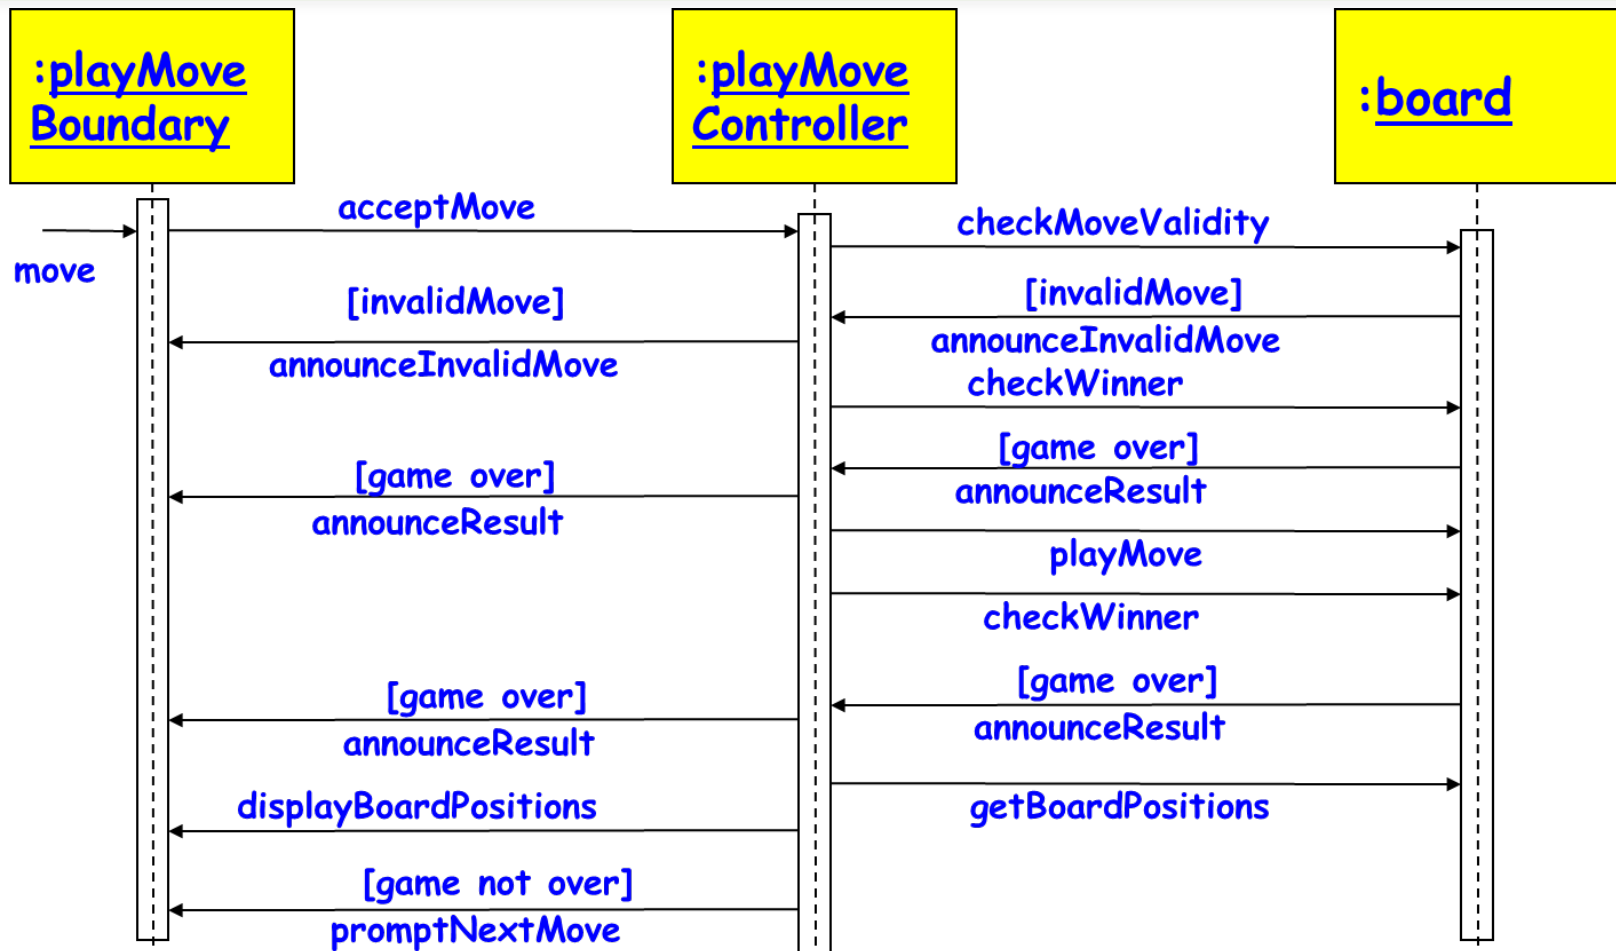 :playMove
Boundary
:playMove
Controller
:board
acceptMove
checkMoveValidity
move
[invalidMove]
announceInvalidMove
[invalidMove]
announceInvalidMove
checkWinner
[game over]
announceResult
[game over]
announceResult
playMove
checkWinner
[game over]
announceResult
[game over]
announceResult
displayBoardPositions
getBoardPositions
[game not over]
promptNextMove